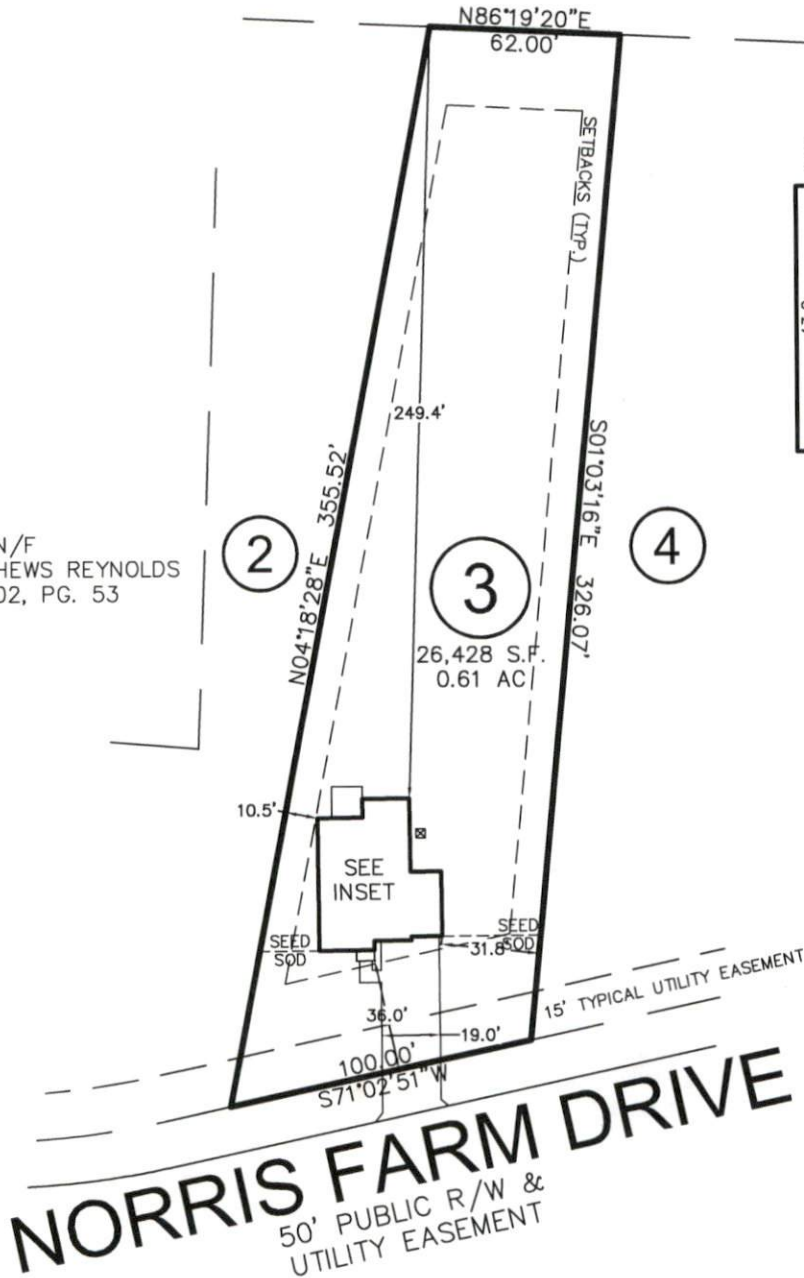 N86°19'20"E
62.00'
SETBACKS (TYP.)
249.4'
N04°18'28"E 355.52'
S01°03'16"E 326.07'
N/F
HEWS REYNOLDS
02, PG. 53
2
3
4
26,428 S.F.
0.61 AC
10.5'
SEE
INSET
SEED
SOD
SEED
SOD
31.8'
15' TYPICAL UTILITY EASEMENT
36.0'
19.0'
100.00'
S71°02'51"W
NORRIS FARM DRIVE
50' PUBLIC R/W &
UTILITY EASEMENT